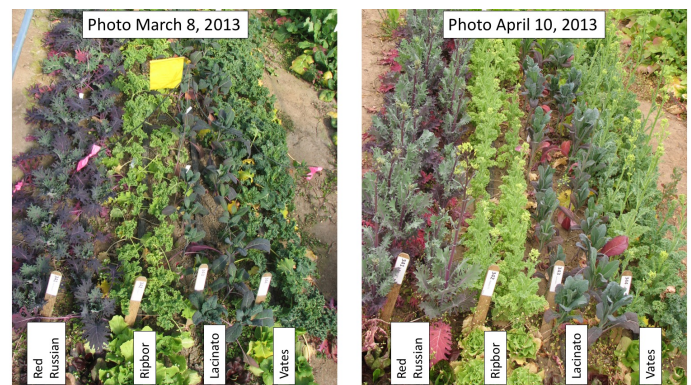 Photo March 8, 2013
Photo April 10, 2013
Red
Russian
Ripbor
Lacinato
Vates
Red
Russian
Ripbor
Lacinato
Vates